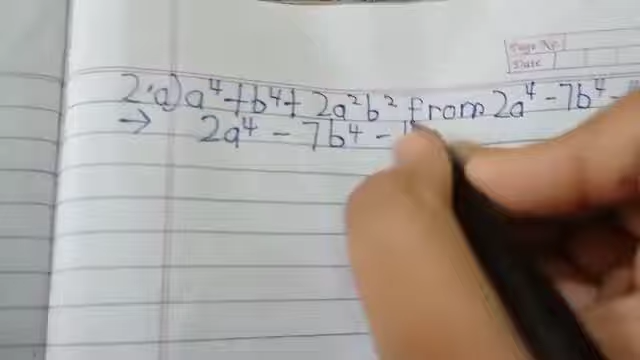 Page No
Date
2.a) a⁴ + b⁴ + 2a²b² from 2a⁴ - 7b⁴ -
→ 2a⁴ - 7b⁴ -